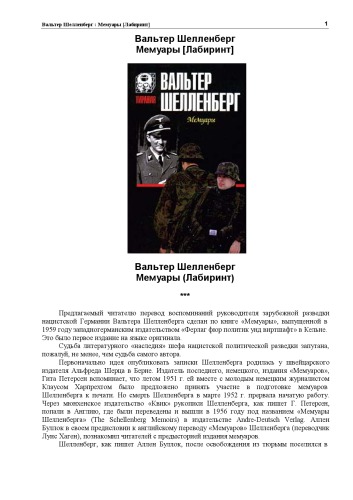 Вальтер Шелленберг : Мемуары [Лабиринт] 1
Вальтер Шелленберг
Мемуары [Лабиринт]
ВАЛЬТЕР
ШЕЛЛЕНБЕРГ
Мемуары
Вальтер Шелленберг
Мемуары (Лабиринт)
***
Предлагаемый читателю перевод воспоминаний руководителя зарубежной разведки
нацистской Германии Вальтера Шелленберга сделан по книге «Мемуары», выпущенной в
1959 году западногерманским издательством «Ферлаг фюр политик унд виртшафт» в Кельне.
Это было первое издание на языке оригинала.
Судьба литературного «наследия» шефа нацистской политической разведки запутана,
пожалуй, не менее, чем судьба самого автора.
Первоначально идея опубликовать записки Шелленберга родилась у швейцарского
издателя Альфреда Шерца в Берне. Издатель последнего, немецкого, издания «Мемуаров»,
Гита Петерсен вспоминает, что летом 1951 г. ей вместе с молодым немецким журналистом
Клаусом Харпрехтом было предложено принять участие в подготовке мемуаров
Шелленберга к печати. Но смерть Шелленберга в марте 1952 г. прервала начатую работу.
Через мюнхенское издательство «Квик» рукописи Шелленберга, как пишет Г. Петерсен,
попали в Англию, где были переведены и вышли в 1956 году под названием «Мемуары
Шелленберга» (The Schellenberg Memoirs) в издательстве Andre-Deutsch Verlag. Аллен
Буллок в своем предисловии к английскому переводу «Мемуаров» Шелленберга (переводчик
Луис Хаген), познакомил читателей с предысторией издания мемуаров.
Шелленберг, как пишет Аллен Буллок, после освобождения из тюрьмы поселился в